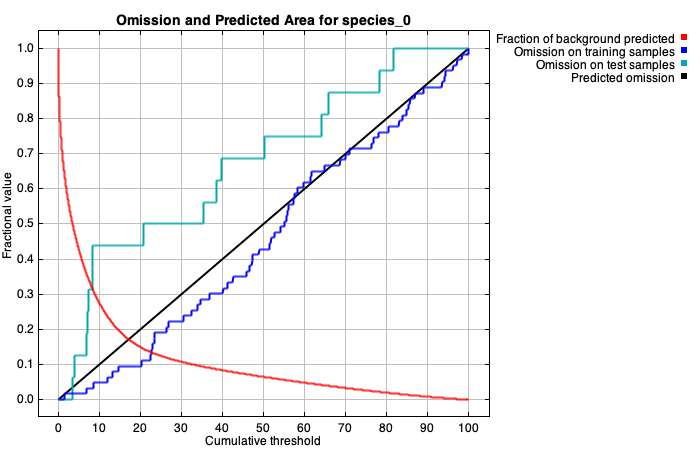 Omission and Predicted Area for species_0
Fraction of background predicted
Omission on training samples
Omission on test samples
Predicted omission
Fractional value
1.0
0.9
0.8
0.7
0.6
0.5
0.4
0.3
0.2
0.1
0.0
0 10 20 30 40 50 60 70 80 90 100
Cumulative threshold